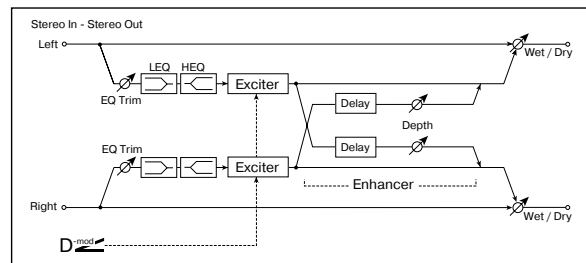 Stereo In - Stereo Out
Left
Wet / Dry
LEQ HEQ
EQ Trim
Exciter
Delay
Depth
EQ Trim
Delay
Exciter
Enhancer
Right
Wet / Dry
D-mod